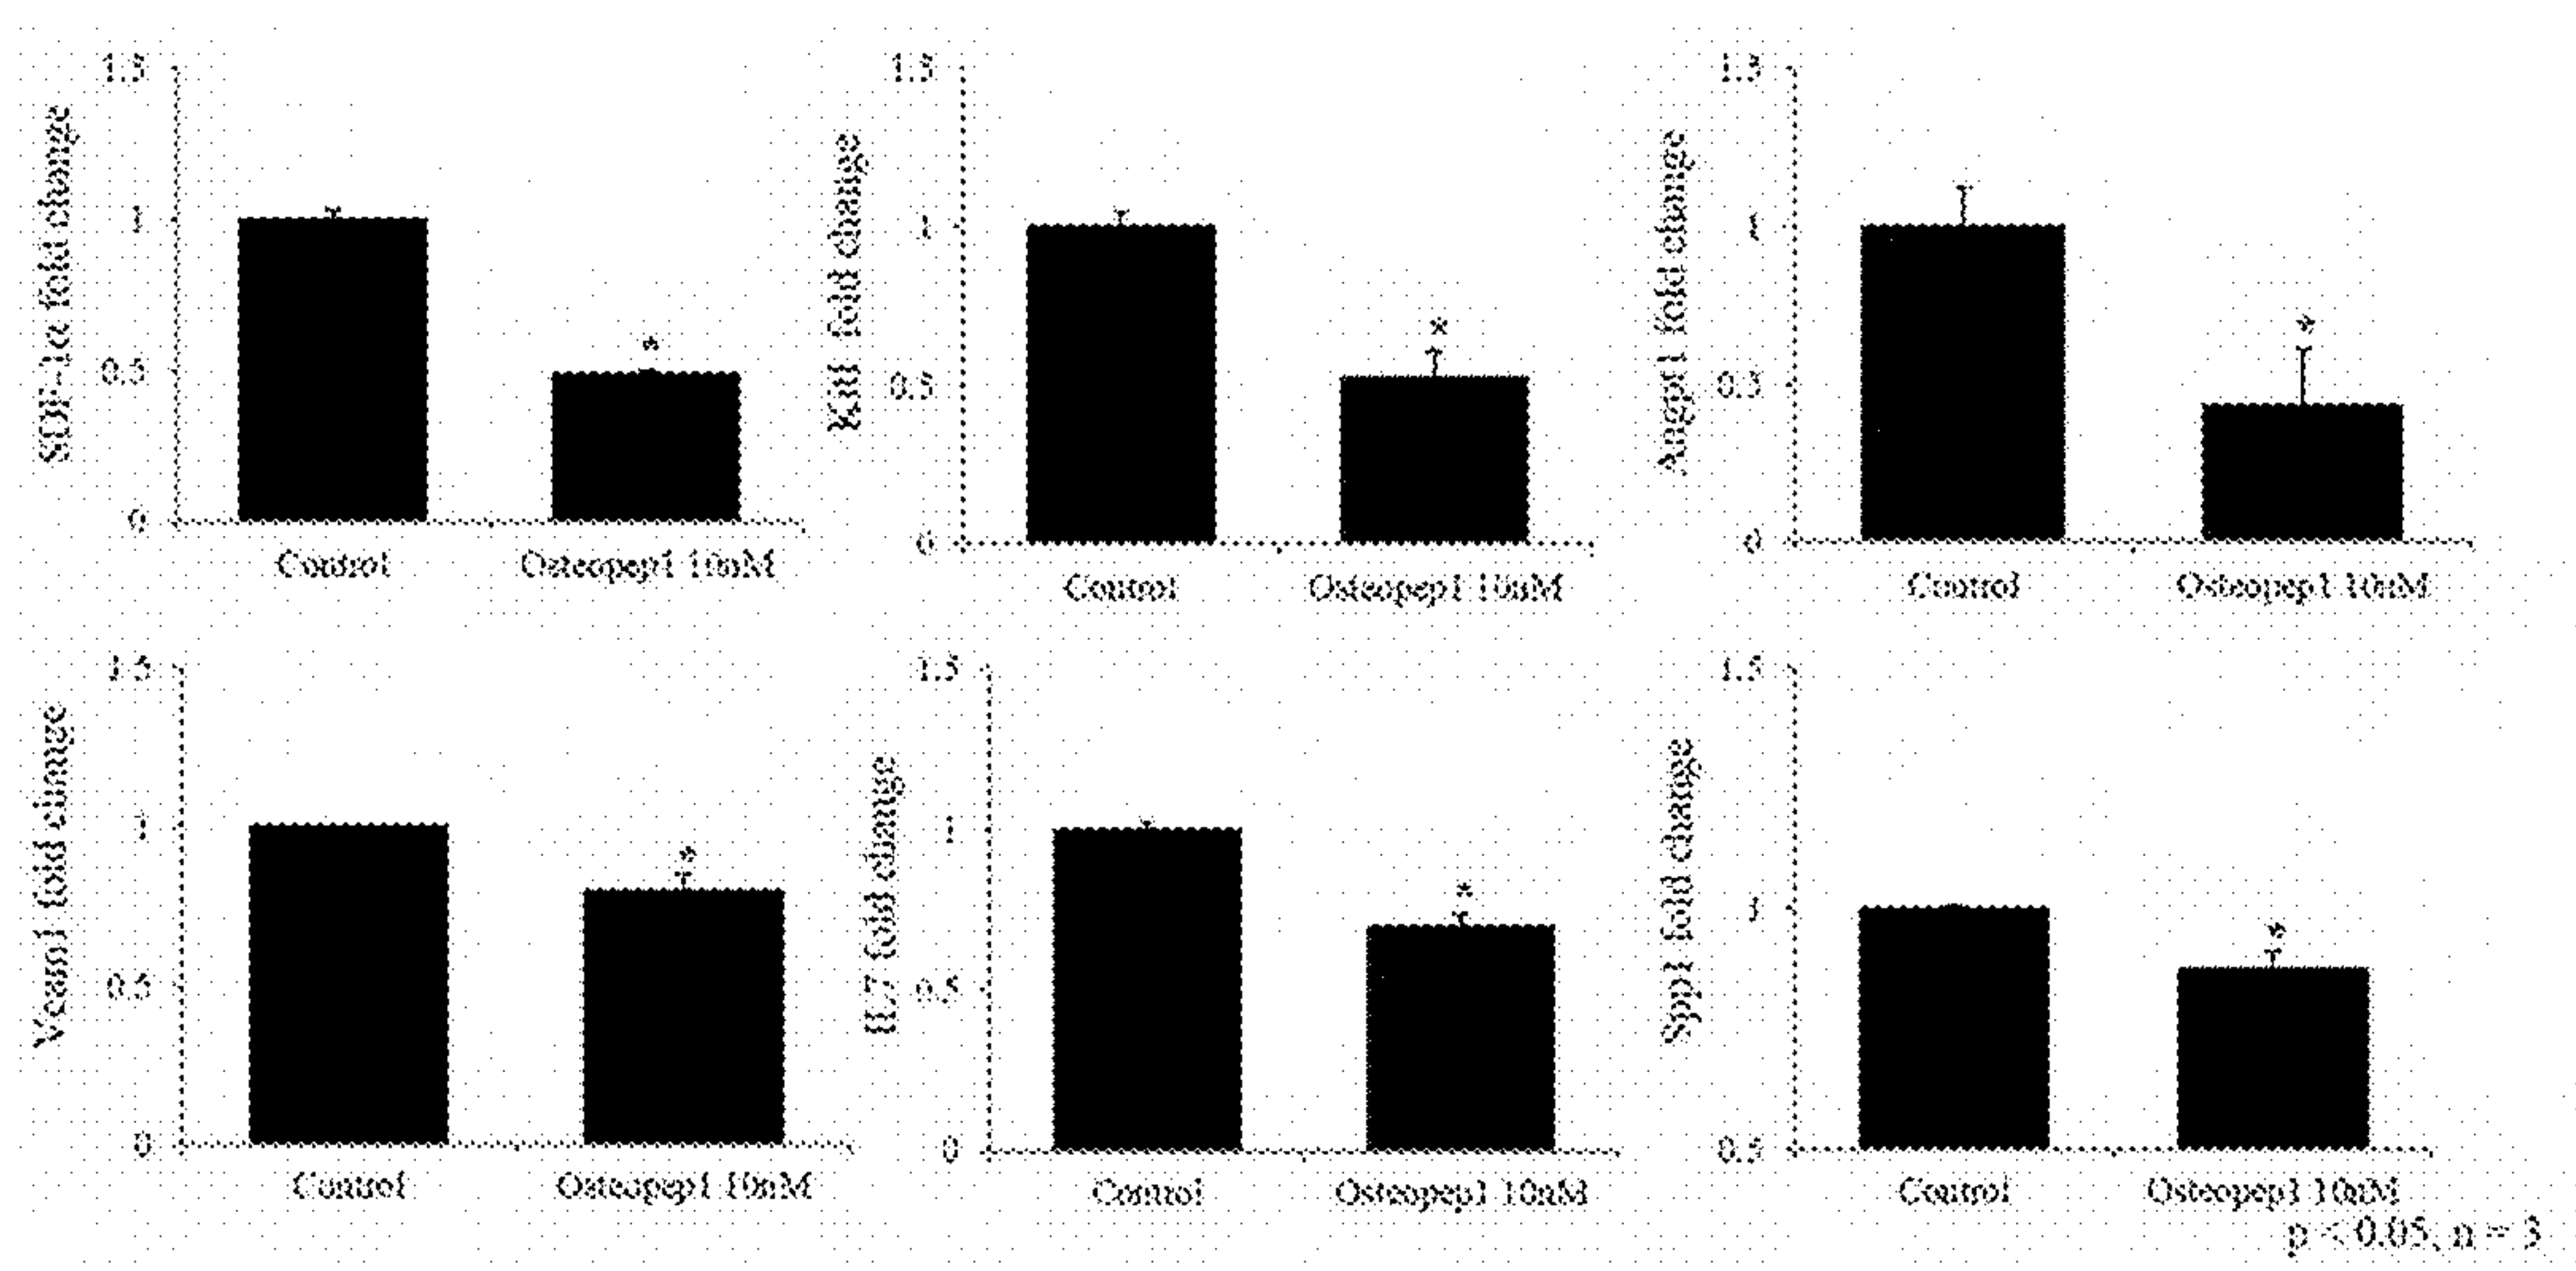 SDF-1α fold change
1.5
1
0.5
0
*
Control
Osteopep1 10nM
Kitl fold change
1.5
1
0.5
0
*
Control
Osteopep1 10nM
Angpt1 fold change
1.5
1
0.5
0
*
Control
Osteopep1 10nM
Vcam1 fold change
1.5
1
0.5
0
*
Control
Osteopep1 10nM
IL7 fold change
1.5
1
0.5
0
*
Control
Osteopep1 10nM
Spp1 fold change
1.5
1
0.5
*
Control
Osteopep1 10nM
p < 0.05, n = 3